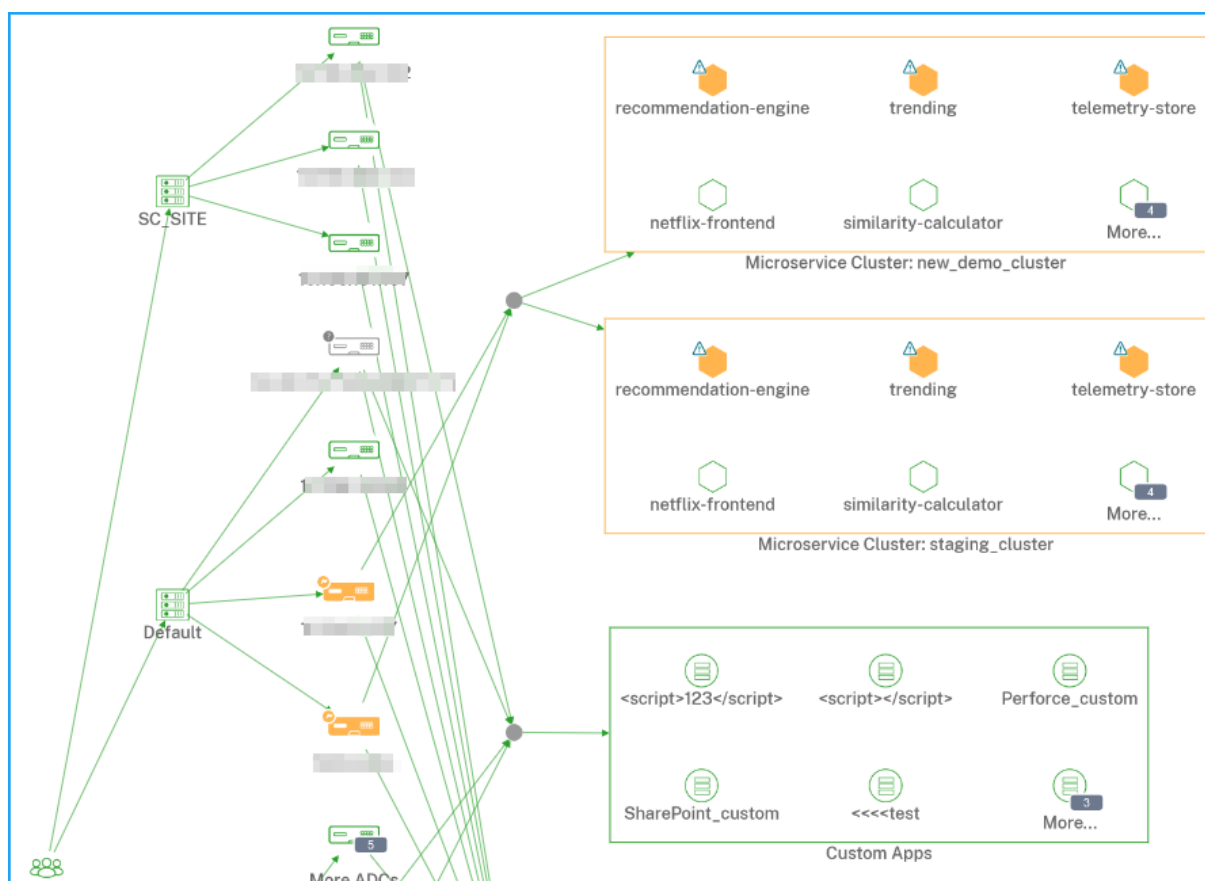 recommendation-engine
trending
telemetry-store
SC_SITE
netflix-frontend
similarity-calculator
4
More...
Microservice Cluster: new_demo_cluster
recommendation-engine
trending
telemetry-store
netflix-frontend
similarity-calculator
4
More...
Microservice Cluster: staging_cluster
Default
<script>123</script>
<script></script>
Perforce_custom
SharePoint_custom
<<<<test
3
More...
Custom Apps
5
More ADCs